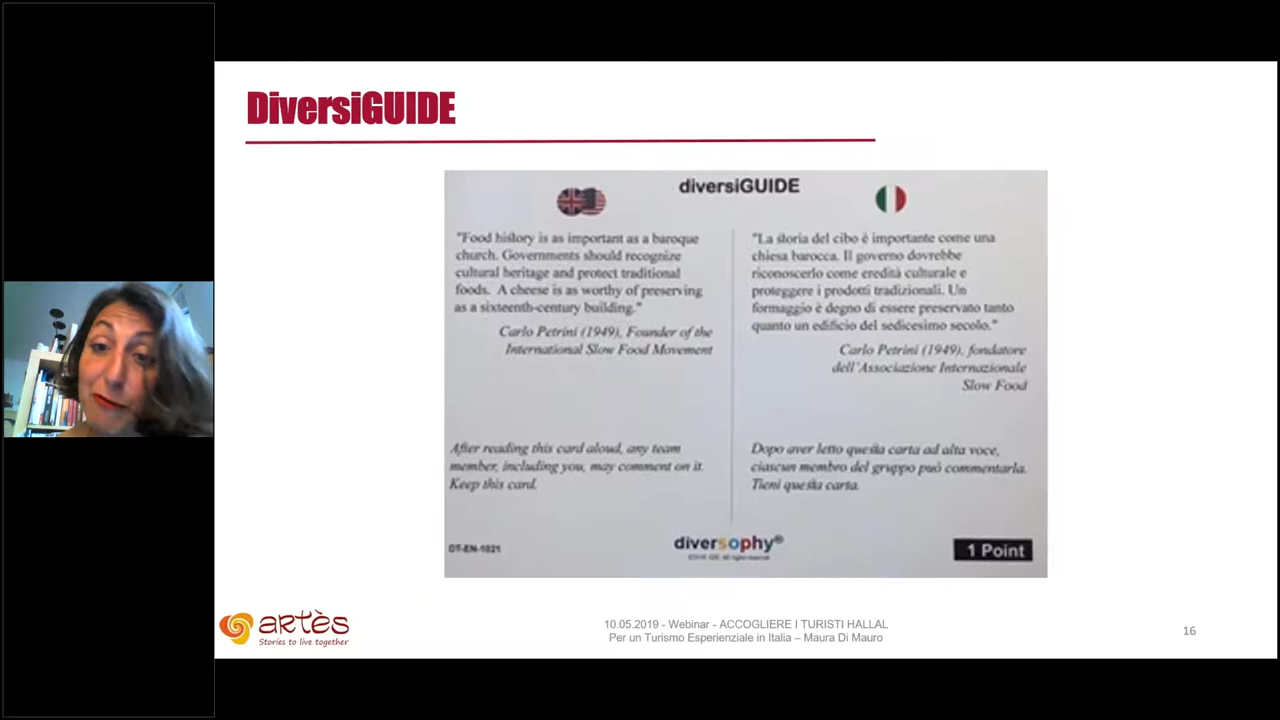 DiversiGUIDE
diversiGUIDE
"Food history is as important as a baroque
church. Governments should recognize
cultural heritage and protect traditional
foods. A cheese is as worthy of preserving
as a sixteenth-century building."
Carlo Petrini (1949), Founder of the
International Slow Food Movement
After reading this card aloud, any team
member, including you, may comment on it.
Keep this card.
"La storia del cibo è importante come una
chiesa barocca. Il governo dovrebbe
riconoscerlo come eredità culturale e
proteggere i prodotti tradizionali. Un
formaggio è degno di essere preservato tanto
quanto un edificio del sedicesimo secolo."
Carlo Petrini (1949), fondatore
dell'Associazione Internazionale
Slow Food
Dopo aver letto questa carta ad alta voce,
ciascun membro del gruppo può commentarla.
Tieni questa carta.
DT-EN-1021
diversophy®
All rights reserved
1 Point
artès
Stories to live together
10.05.2019 - Webinar - ACCOGLIERE I TURISTI HALLAL
Per un Turismo Esperienziale in Italia – Maura Di Mauro
16